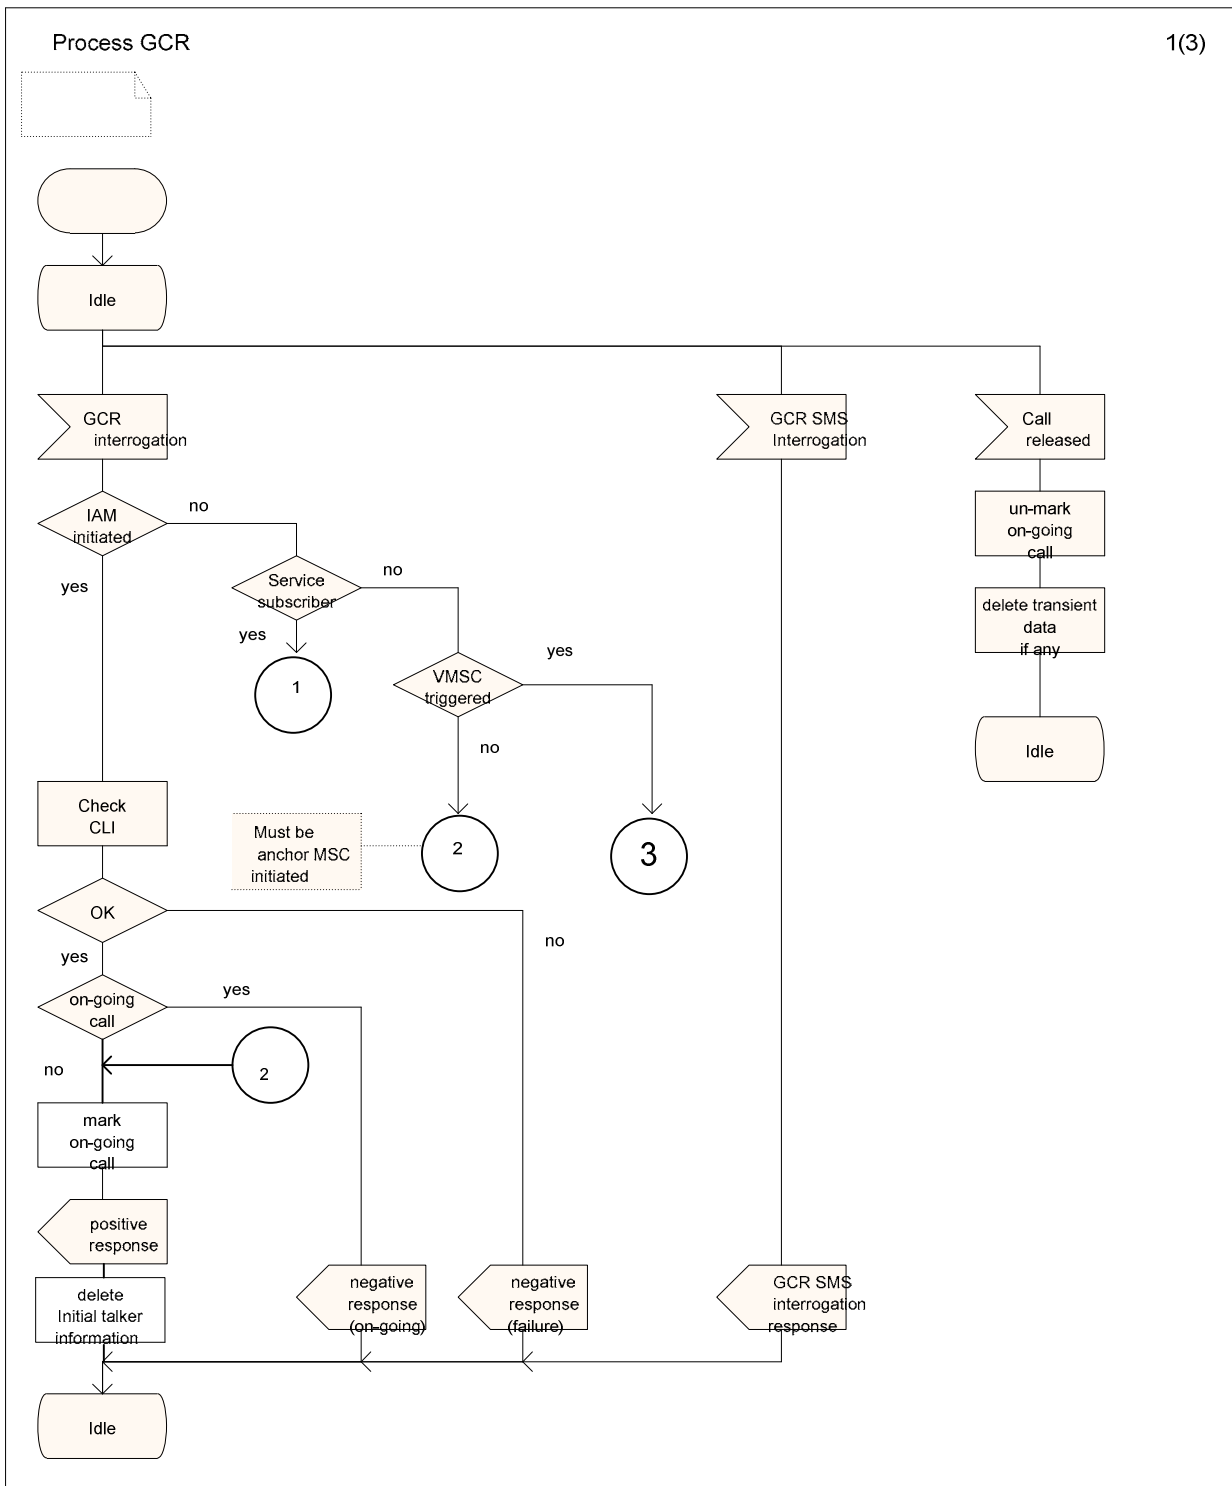 Process GCR
1(3)
Idle
GCR
interrogation
GCR SMS
Interrogation
Call
released
IAM
initiated
no
yes
Service
subscriber
no
yes
un-mark
on-going
call
delete transient
data
if any
VMSC
triggered
yes
no
1
Idle
Check
CLI
Must be
anchor MSC
initiated
2
3
OK
no
yes
on-going
call
yes
no
2
mark
on-going
call
positive
response
delete
Initial talker
information
negative
response
(on-going)
negative
response
(failure)
GCR SMS
interrogation
response
Idle